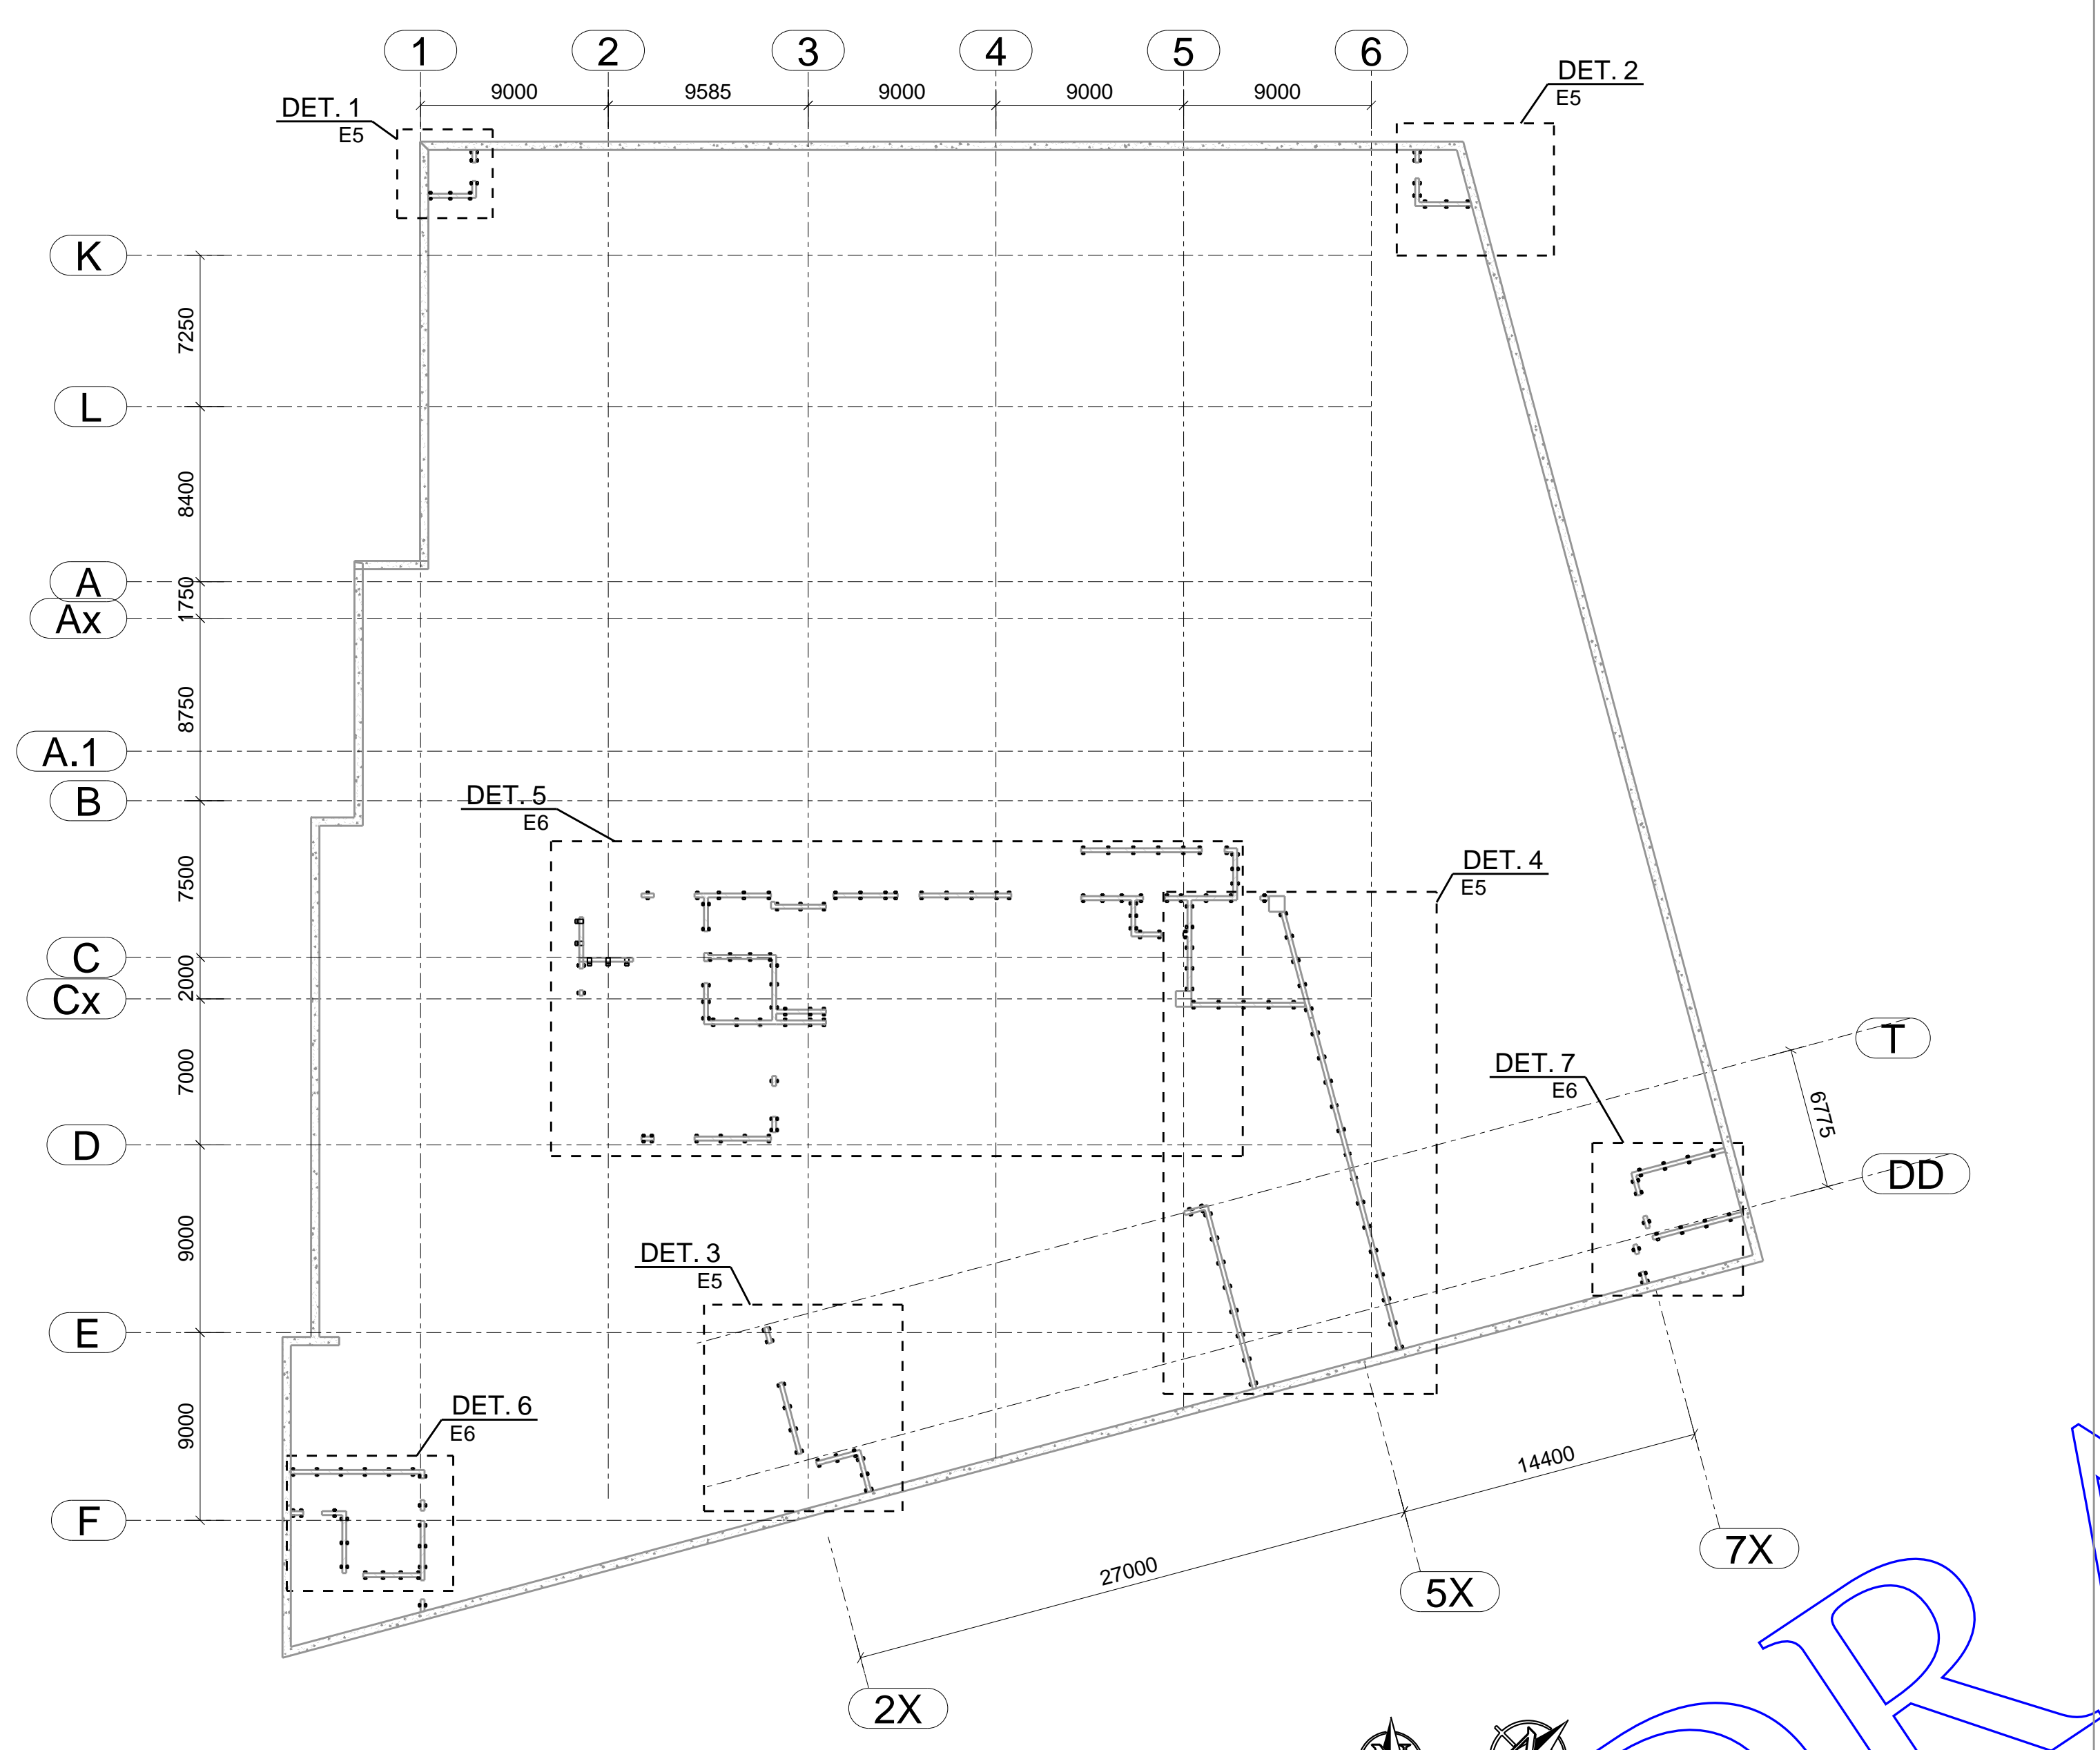 1 2 3 4 5 6
9000 9585 9000 9000 9000
DET. 1
E5
DET. 2
E5
K
7250
L
8400
A
1750
Ax
8750
A.1
B
DET. 5
E6
7500
DET. 4
E5
C
2000
Cx
7000
T
DET. 7
E6
6775
D
DD
9000
DET. 3
E5
E
9000
DET. 6
E6
F
14400
27000
7X
5X
2X
R